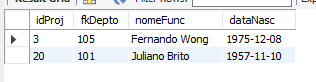 idProj fkDepto nomeFunc dataNasc
3 105 Fernando Wong 1975-12-08
20 101 Juliano Brito 1957-11-10